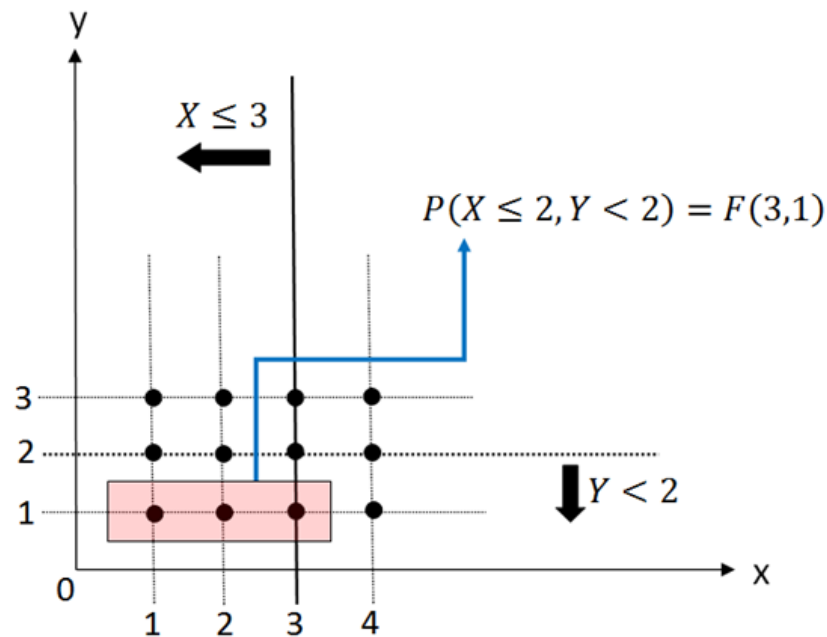 y
X ≤ 3
P(X ≤ 2, Y < 2) = F(3,1)
3
2
1
Y < 2
0
x
1 2 3 4